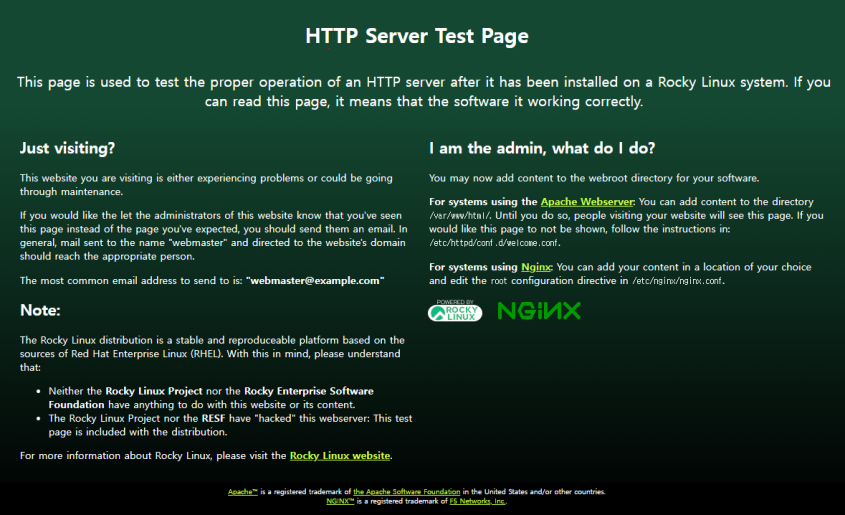 HTTP Server Test Page
This page is used to test the proper operation of an HTTP server after it has been installed on a Rocky Linux system. If you
can read this page, it means that the software it working correctly.
Just visiting?
This website you are visiting is either experiencing problems or could be going
through maintenance.
If you would like the let the administrators of this website know that you've seen
this page instead of the page you've expected, you should send them an email. In
general, mail sent to the name "webmaster" and directed to the website's domain
should reach the appropriate person.
The most common email address to send to is: "webmaster@example.com"
Note:
The Rocky Linux distribution is a stable and reproduceable platform based on the
sources of Red Hat Enterprise Linux (RHEL). With this in mind, please understand
that:
• Neither the Rocky Linux Project nor the Rocky Enterprise Software
Foundation have anything to do with this website or its content.
• The Rocky Linux Project nor the RESF have "hacked" this webserver: This test
page is included with the distribution.
For more information about Rocky Linux, please visit the Rocky Linux website.
I am the admin, what do I do?
You may now add content to the webroot directory for your software.
For systems using the Apache Webserver: You can add content to the directory
/var/www/html/. Until you do so, people visiting your website will see this page. If you
would like this page to not be shown, follow the instructions in:
/etc/httpd/conf.d/welcome.conf.
For systems using Nginx: You can add your content in a location of your choice
and edit the root configuration directive in /etc/nginx/nginx.conf.
POWERED BY
ROCKY
LINUX
NGINX
Apache™ is a registered trademark of the Apache Software Foundation in the United States and/or other countries.
NGINX™ is a registered trademark of F5 Networks, Inc..